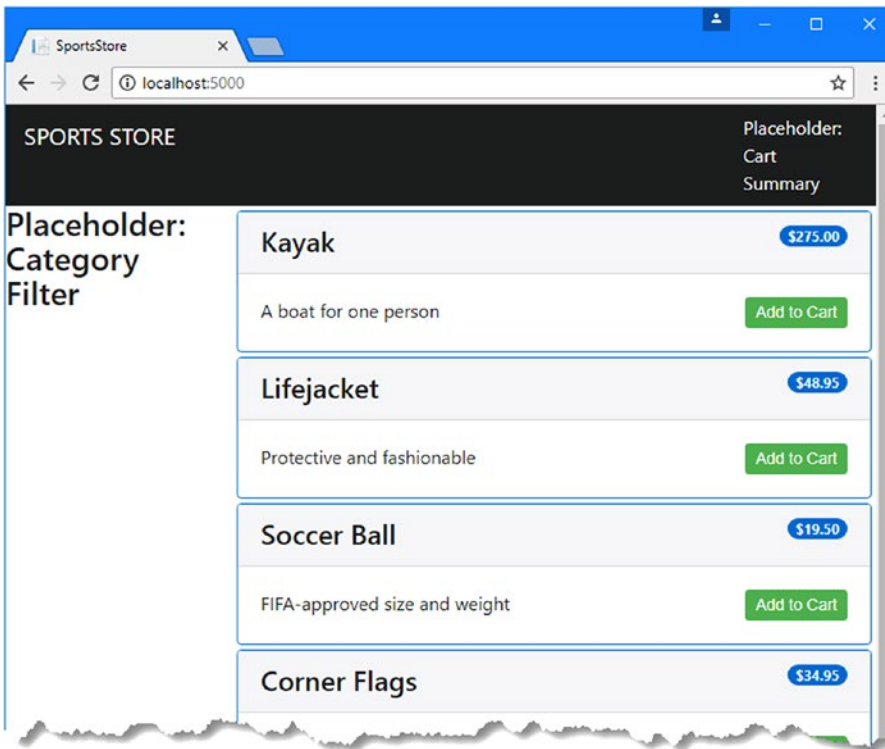 SportsStore
localhost:5000
SPORTS STORE
Placeholder:
Cart
Summary
Placeholder:
Category
Filter
Kayak
$275.00
A boat for one person
Add to Cart
Lifejacket
$48.95
Protective and fashionable
Add to Cart
Soccer Ball
$19.50
FIFA-approved size and weight
Add to Cart
Corner Flags
$34.95